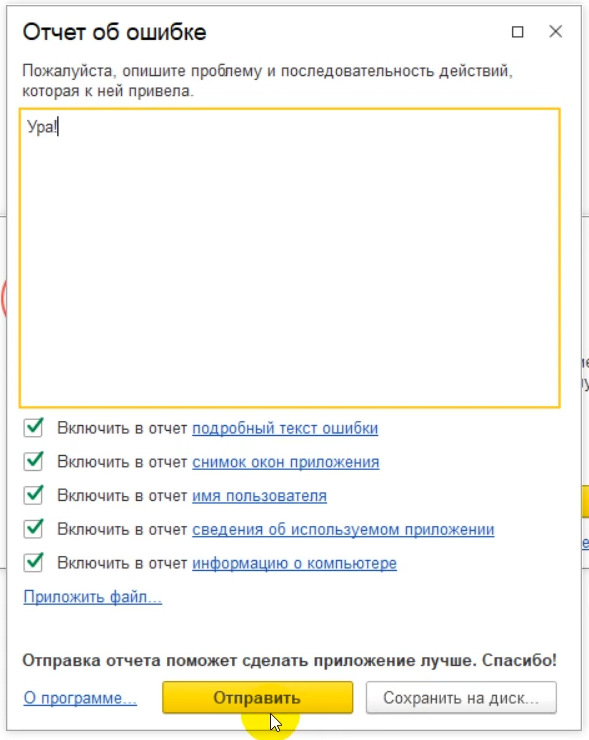 Отчет об ошибке
Пожалуйста, опишите проблему и последовательность действий,
которая к ней привела.
Ура!
Включить в отчет подробный текст ошибки
Включить в отчет снимок окон приложения
Включить в отчет имя пользователя
Включить в отчет сведения об используемом приложении
Включить в отчет информацию о компьютере
Приложить файл...
Отправка отчета поможет сделать приложение лучше. Спасибо!
О программе... Отправить Сохранить на диск...